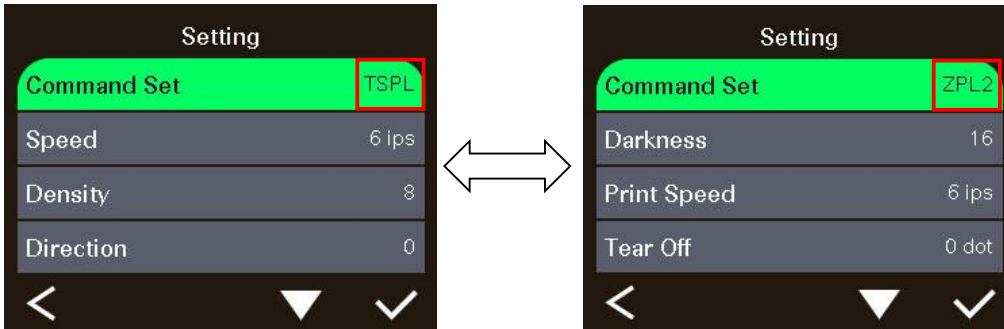 Setting
Command Set TSPL
Speed 6 ips
Density 8
Direction 0
Setting
Command Set ZPL2
Darkness 16
Print Speed 6 ips
Tear Off 0 dot